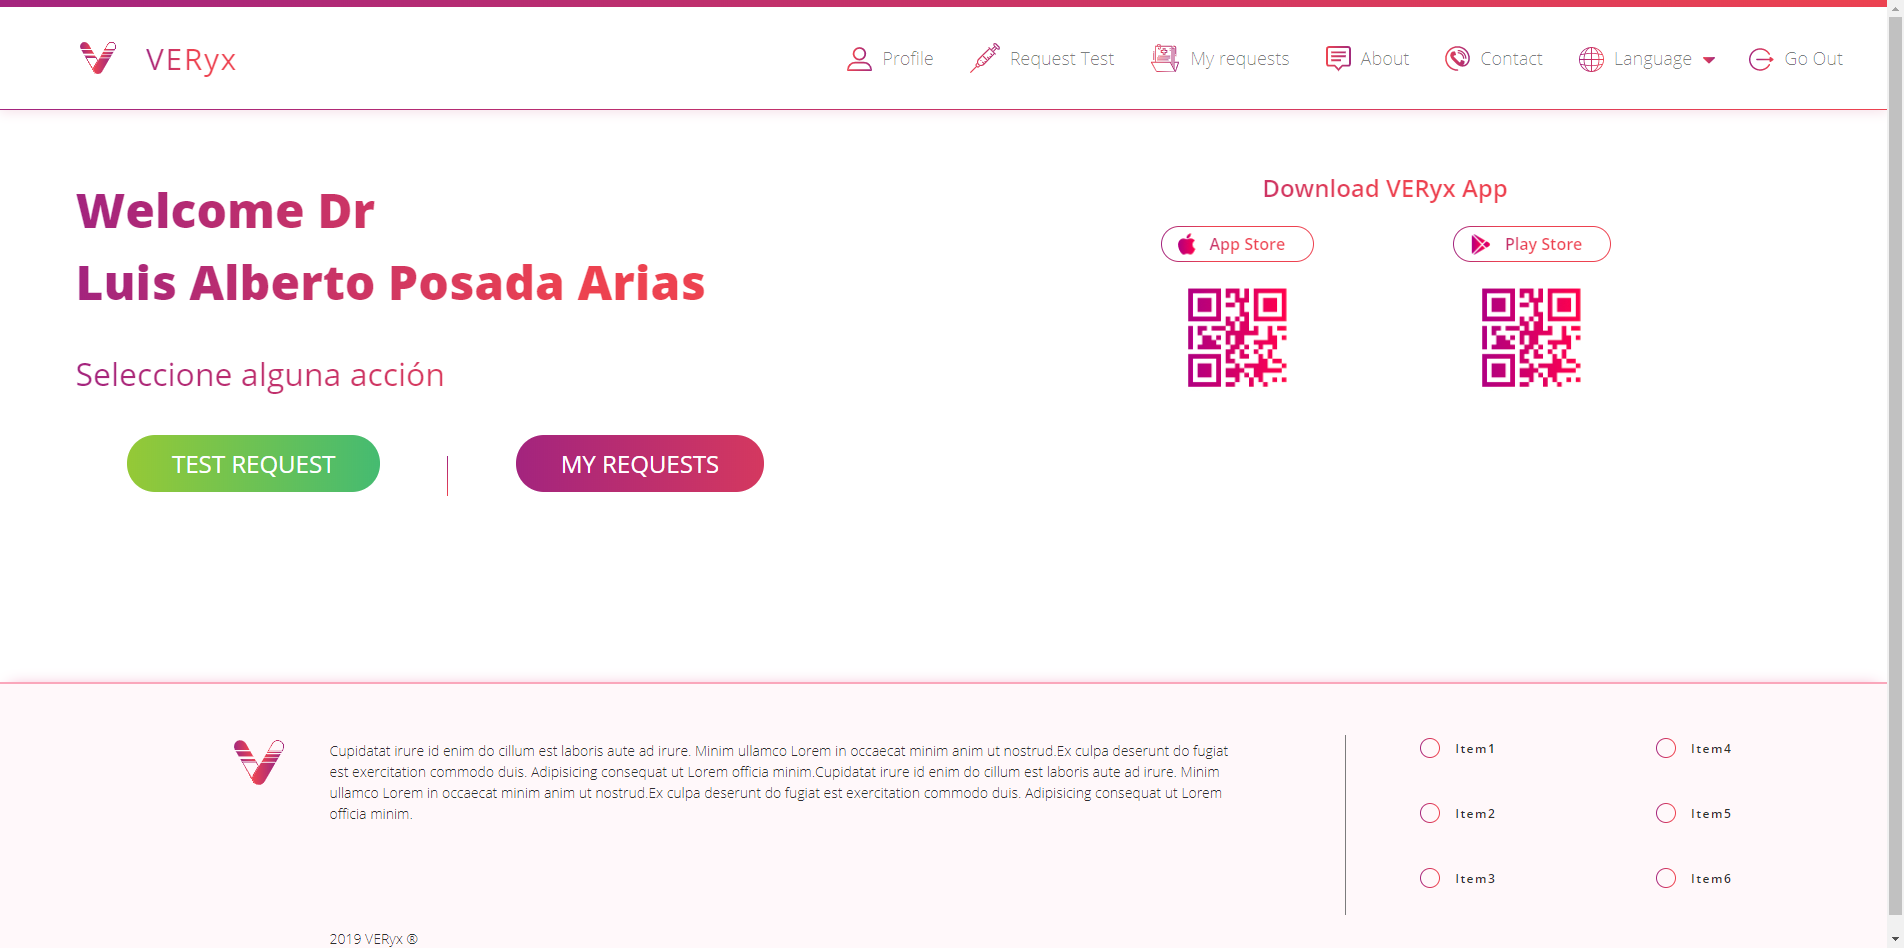 VERyx
Profile
Request Test
My requests
About
Contact
Language
Go Out
Welcome Dr
Luis Alberto Posada Arias
Seleccione alguna acción
TEST REQUEST
MY REQUESTS
Download VERyx App
App Store
Play Store
Cupidatat irure id enim do cillum est laboris aute ad irure. Minim ullamco Lorem in occaecat minim anim ut nostrud.Ex culpa deserunt do fugiat
est exercitation commodo duis. Adipisicing consequat ut Lorem officia minim.Cupidatat irure id enim do cillum est laboris aute ad irure. Minim
ullamco Lorem in occaecat minim anim ut nostrud.Ex culpa deserunt do fugiat est exercitation commodo duis. Adipisicing consequat ut Lorem
officia minim.
2019 VERyx ®
Item1
Item2
Item3
Item4
Item5
Item6